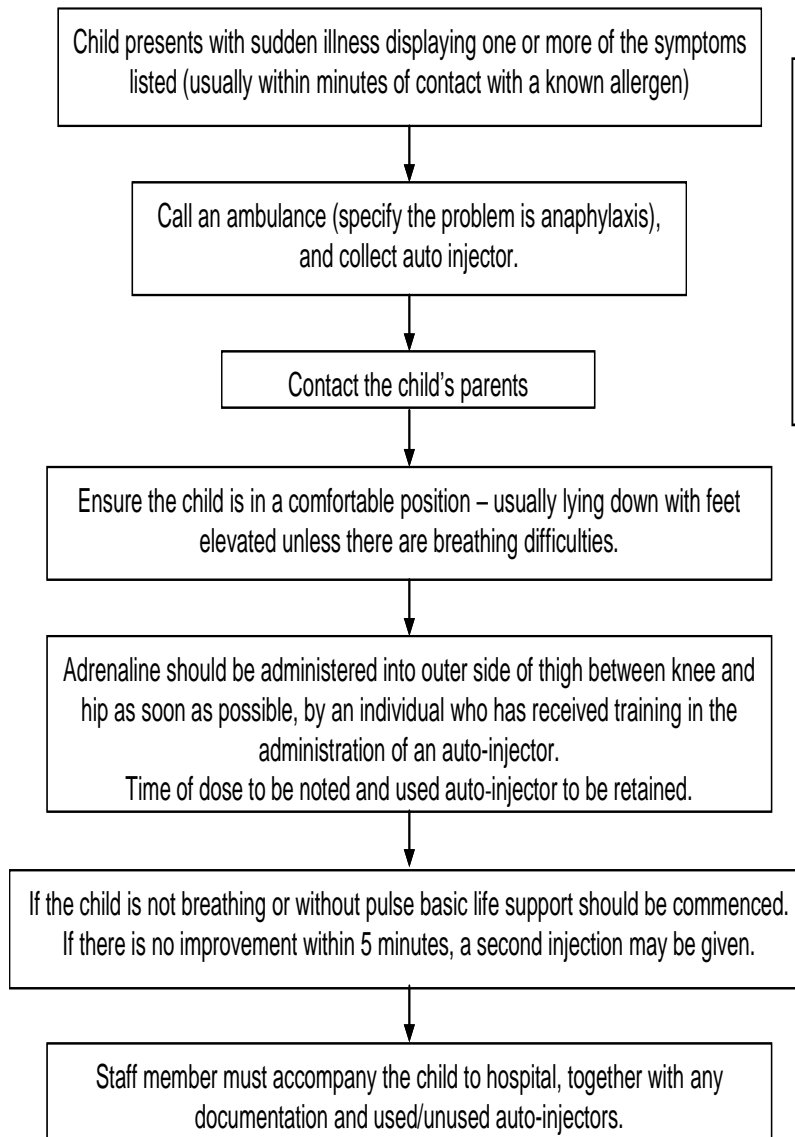 Child presents with sudden illness displaying one or more of the symptoms
listed (usually within minutes of contact with a known allergen)
Call an ambulance (specify the problem is anaphylaxis),
and collect auto injector.
Contact the child’s parents
Ensure the child is in a comfortable position – usually lying down with feet
elevated unless there are breathing difficulties.
Adrenaline should be administered into outer side of thigh between knee and
hip as soon as possible, by an individual who has received training in the
administration of an auto-injector.
Time of dose to be noted and used auto-injector to be retained.
If the child is not breathing or without pulse basic life support should be commenced.
If there is no improvement within 5 minutes, a second injection may be given.
Staff member must accompany the child to hospital, together with any
documentation and used/unused auto-injectors.